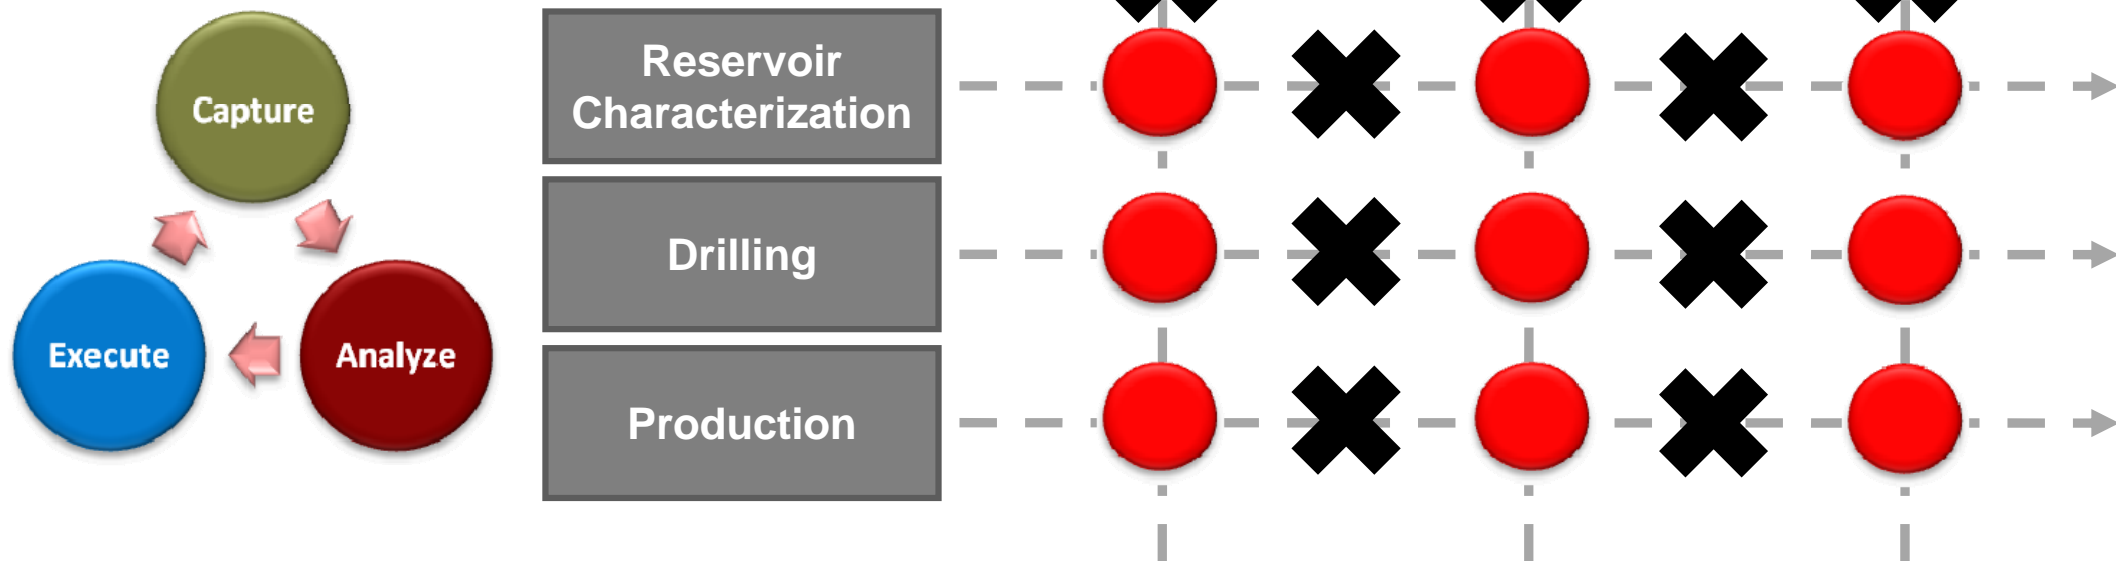 Capture
Execute
Analyze
Reservoir
Characterization
Drilling
Production